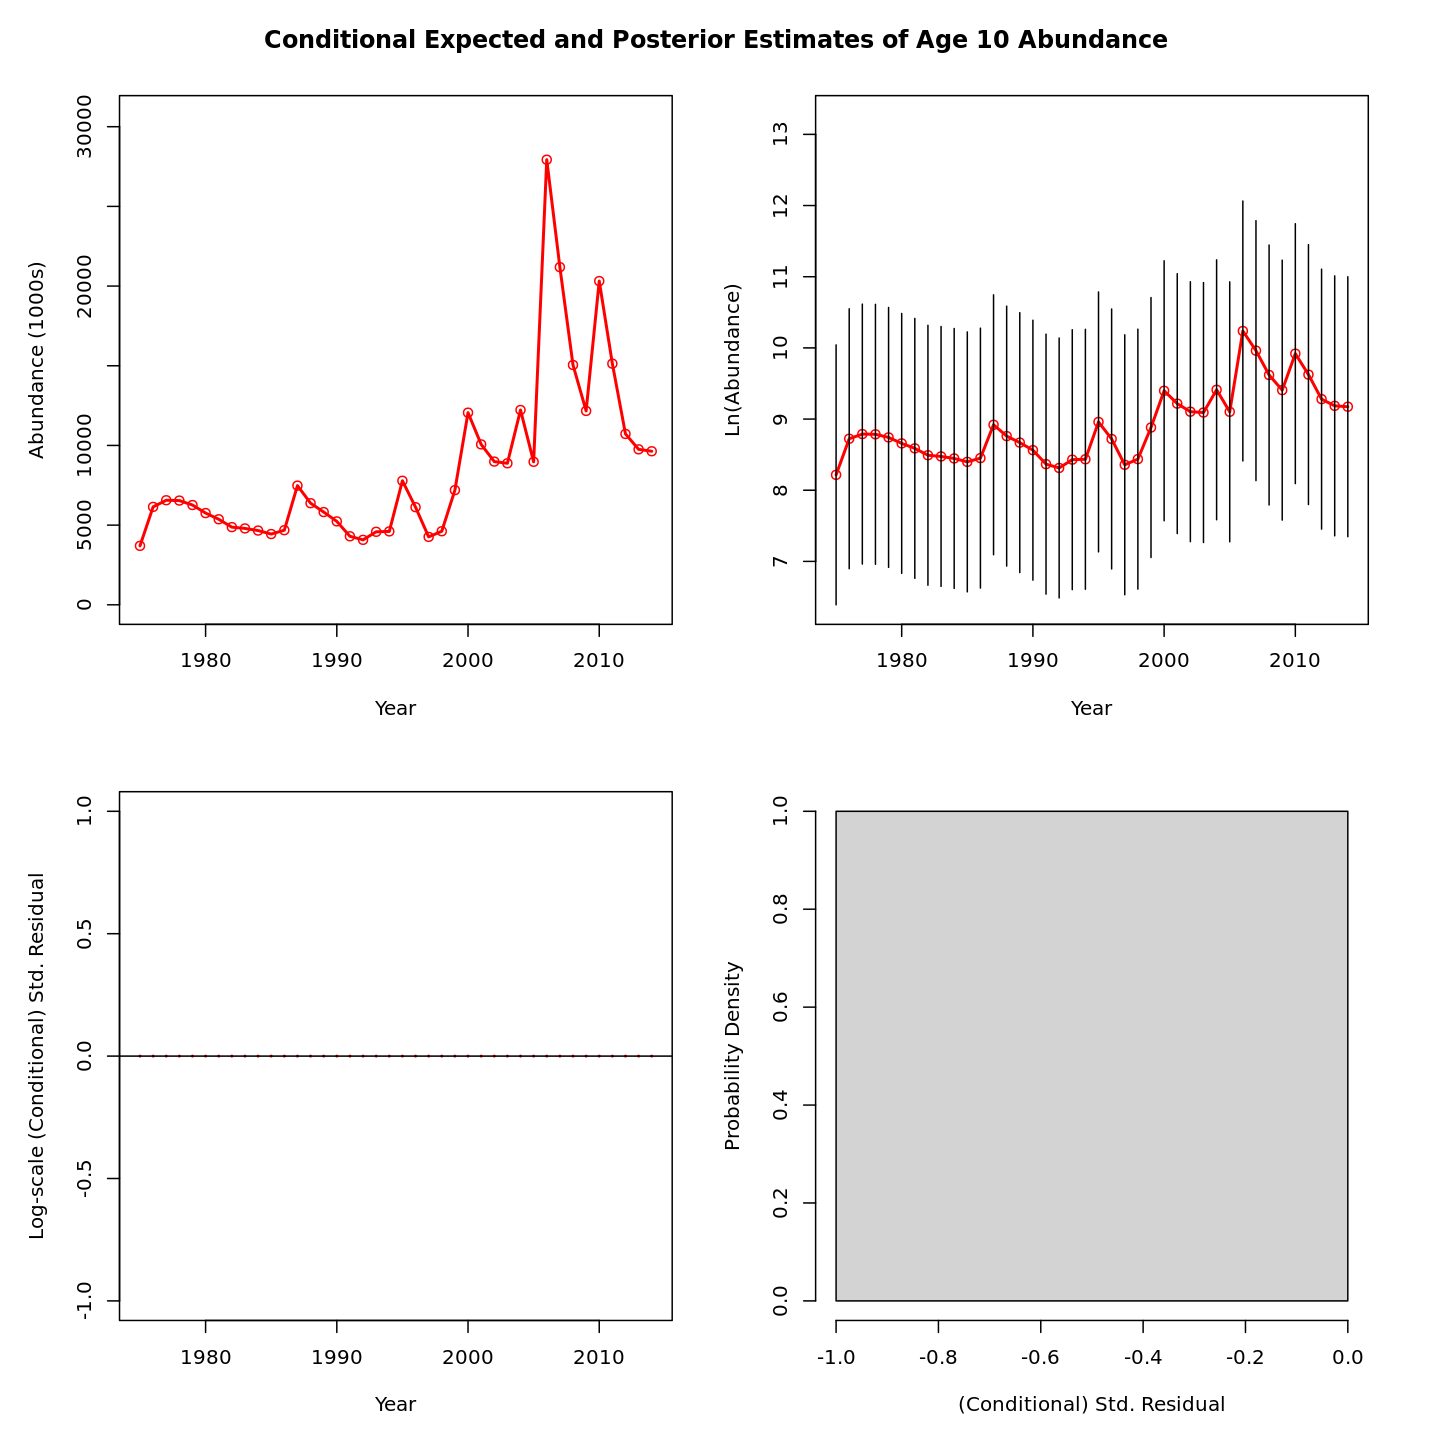 Conditional Expected and Posterior Estimates of Age 10 Abundance
Abundance (1000s)
30000
20000
10000
5000
0
1980 1990 2000 2010
Year
Ln(Abundance)
13
12
11
10
9
8
7
1980 1990 2000 2010
Year
Log-scale (Conditional) Std. Residual
1.0
0.5
0.0
-0.5
-1.0
1980 1990 2000 2010
Year
Probability Density
1.0
0.8
0.6
0.4
0.2
0.0
-1.0 -0.8 -0.6 -0.4 -0.2 0.0
(Conditional) Std. Residual